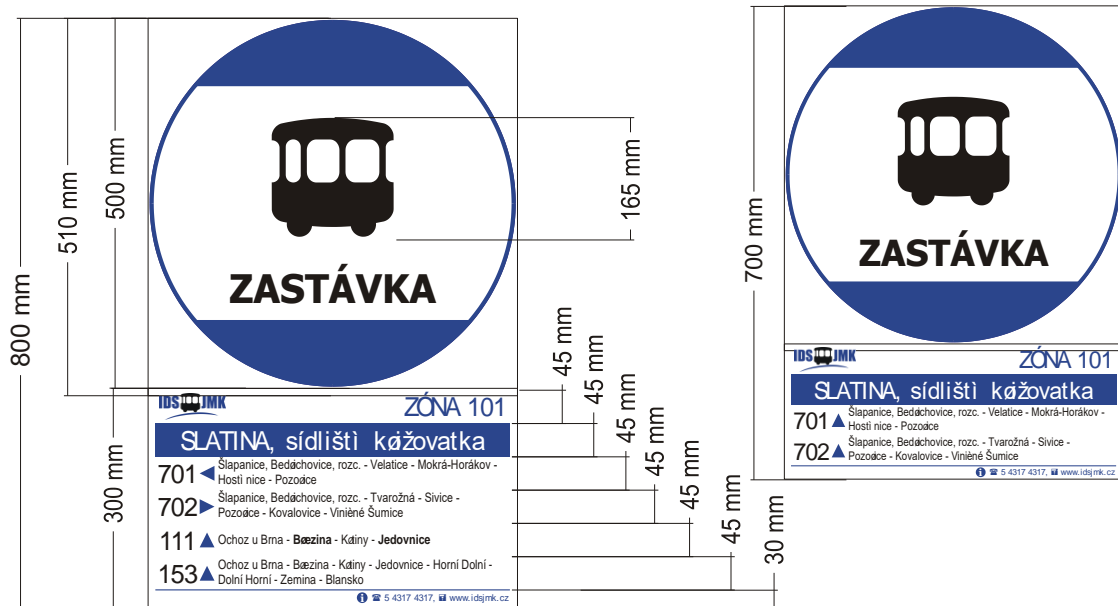 800 mm
510 mm
500 mm
300 mm
ZASTÁVKA
165 mm
IDS JMK
ZÓNA 101
SLATINA, sídlištì køižovatka
701 Šlapanice, Bedøichovice, rozc. - Velatice - Mokrá-Horákov -
Hosti nice - Pozoøice
702 Šlapanice, Bedøichovice, rozc. - Tvarožná - Sivice -
Pozoøice - Kovalovice - Vinièné Šumice
111 Ochoz u Brna - Bøezina - Køtiny - Jedovnice
153 Ochoz u Brna - Bøezina - Køtiny - Jedovnice - Horní Dolní -
Dolní Horní - Zemina - Blansko
5 4317 4317, www.idsjmk.cz
45 mm
45 mm
45 mm
45 mm
45 mm
45 mm
30 mm
700 mm
ZASTÁVKA
IDS JMK
ZÓNA 101
SLATINA, sídlištì køižovatka
701 Šlapanice, Bedøichovice, rozc. - Velatice - Mokrá-Horákov -
Hosti nice - Pozoøice
702 Šlapanice, Bedøichovice, rozc. - Tvarožná - Sivice -
Pozoøice - Kovalovice - Vinièné Šumice
5 4317 4317, www.idsjmk.cz